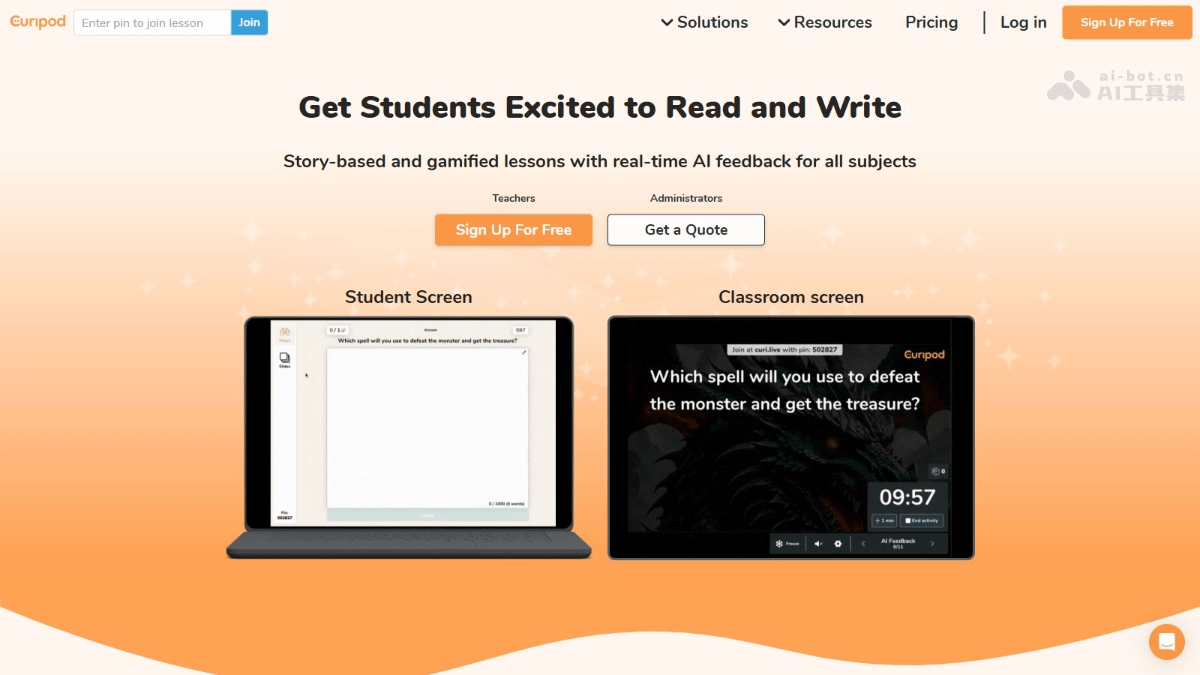 Curipod
Enter pin to join lesson
Join
Solutions
Resources
Pricing
Log in
Sign Up For Free
ai-bot.cn
AI工具集
Get Students Excited to Read and Write
Story-based and gamified lessons with real-time AI feedback for all subjects
Teachers
Administrators
Sign Up For Free
Get a Quote
Student Screen
Classroom screen
0 / 1
Answer
597
Which spell will you use to defeat the monster and get the treasure?
Slides
0 / 1000 (0 words)
Pin:
502827
Join at curi.live with pin: 502827
Curipod
Which spell will you use to defeat
the monster and get the treasure?
0
09:57
+ 1 min
End activity
Freeze
AI Feedback
9/11